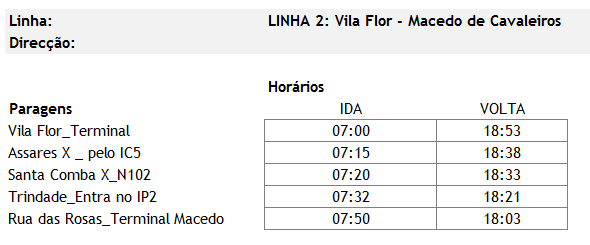 Linha: LINHA 2: Vila Flor - Macedo de Cavaleiros
Direcção:
Horários
Paragens IDA VOLTA
Vila Flor_Terminal 07:00 18:53
Assares X _ pelo IC5 07:15 18:38
Santa Comba X_N102 07:20 18:33
Trindade_Entra no IP2 07:32 18:21
Rua das Rosas_Terminal Macedo 07:50 18:03